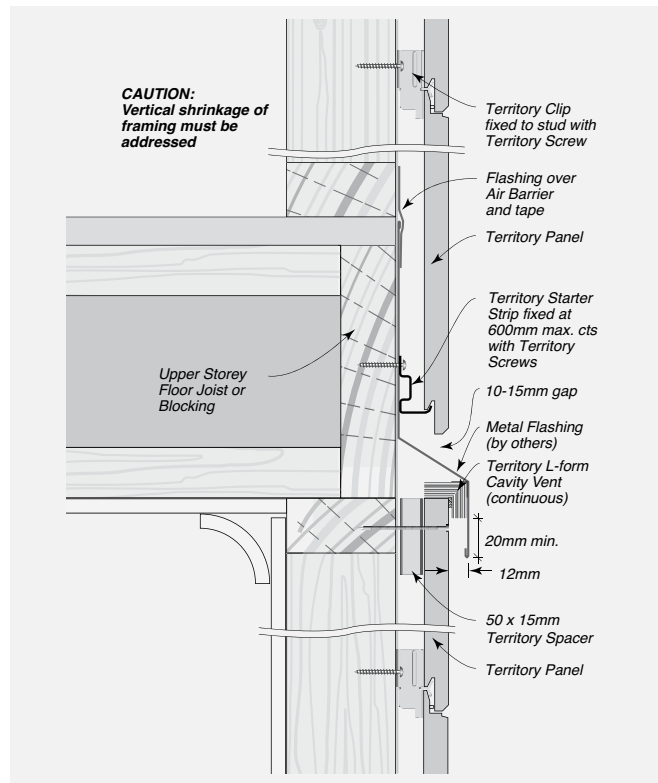 CAUTION:
Vertical shrinkage of
framing must be
addressed
Territory Clip
fixed to stud with
Territory Screw
Flashing over
Air Barrier
and tape
Territory Panel
Territory Starter
Strip fixed at
600mm max. cts
with Territory
Screws
Upper Storey
Floor Joist or
Blocking
10-15mm gap
Metal Flashing
(by others)
Territory L-form
Cavity Vent
(continuous)
20mm min.
12mm
50 x 15mm
Territory Spacer
Territory Panel